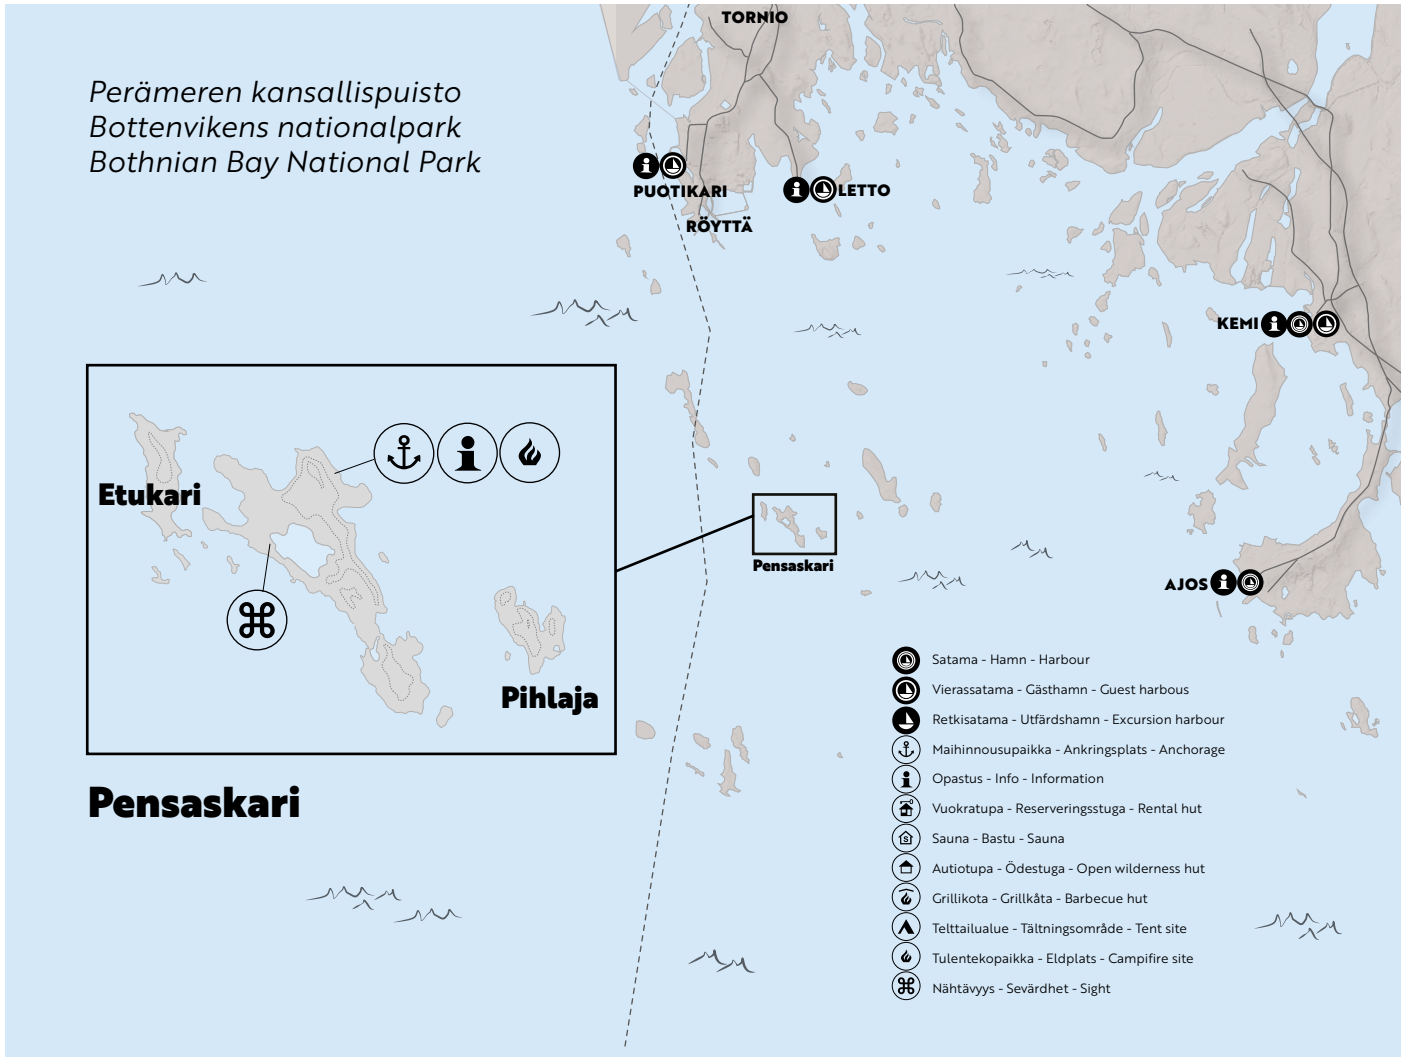 TORNIO
Perämeren kansallispuisto
Bottenvikens nationalpark
Bothnian Bay National Park
PUOTIKARI
LETTO
RÖYTTÄ
KEMI
Etukari
Pensaskari
AJOS
Pihlaja
Pensaskari
Satama - Hamn - Harbour
Vierassatama - Gästhamn - Guest harbous
Retkisatama - Utfärdshamn - Excursion harbour
Maihinnousupaikka - Ankringsplats - Anchorage
Opastus - Info - Information
Vuokratupa - Reserveringsstuga - Rental hut
Sauna - Bastu - Sauna
Autiotupa - Ödestuga - Open wilderness hut
Grillikota - Grillkåta - Barbecue hut
Telttailualue - Tältningsområde - Tent site
Tulentekopaikka - Eldplats - Campifire site
Nähtävyys - Sevärdhet - Sight